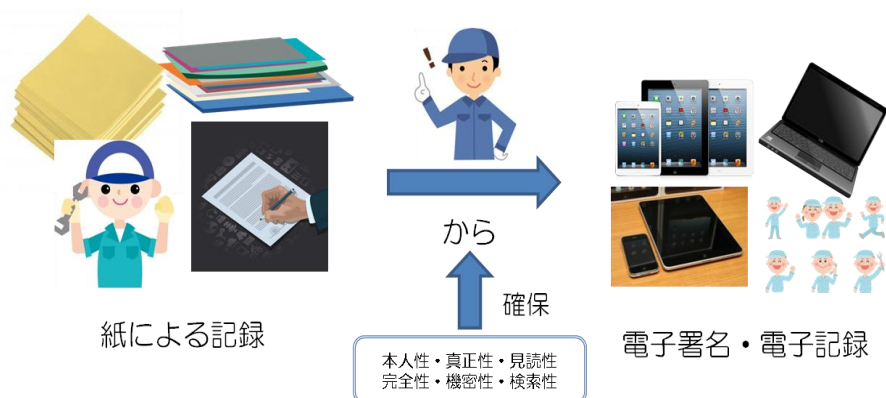 紙による記録
から
確保
本人性・真正性・見読性
完全性・機密性・検索性
電子署名・電子記録